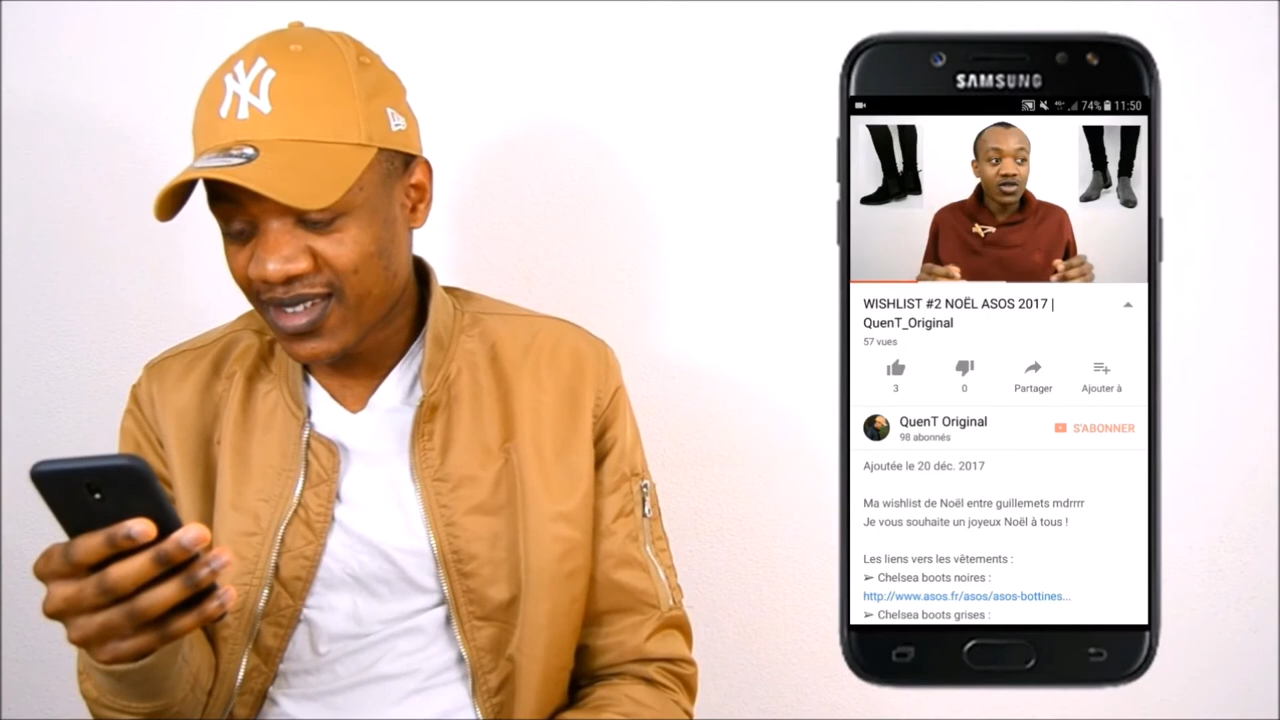 NY
SAMSUNG
4G+ 74% 11:50
WISHLIST #2 NOËL ASOS 2017 |
QuenT_Original
57 vues
3 0 Partager Ajouter à
QuenT Original
S'ABONNER
98 abonnés
Ajoutée le 20 déc. 2017
Ma wishlist de Noël entre guillemets mdrrrr
Je vous souhaite un joyeux Noël à tous !
Les liens vers les vêtements :
➢ Chelsea boots noires :
http://www.asos.fr/asos/asos-bottines...
➢ Chelsea boots grises :